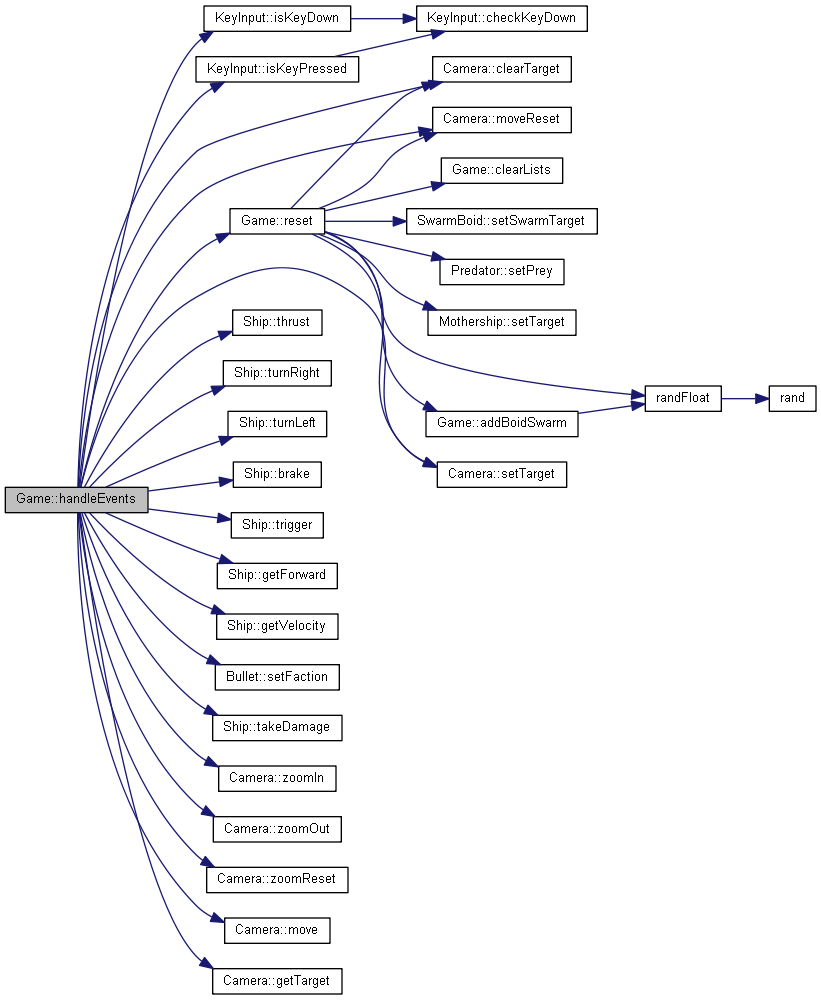 KeyInput::isKeyDown
KeyInput::checkKeyDown
KeyInput::isKeyPressed
Camera::clearTarget
Camera::moveReset
Game::clearLists
Game::reset
SwarmBoid::setSwarmTarget
Predator::setPrey
Ship::thrust
Mothership::setTarget
Ship::turnRight
randFloat
rand
Ship::turnLeft
Game::addBoidSwarm
Ship::brake
Camera::setTarget
Game::handleEvents
Ship::trigger
Ship::getForward
Ship::getVelocity
Bullet::setFaction
Ship::takeDamage
Camera::zoomIn
Camera::zoomOut
Camera::zoomReset
Camera::move
Camera::getTarget